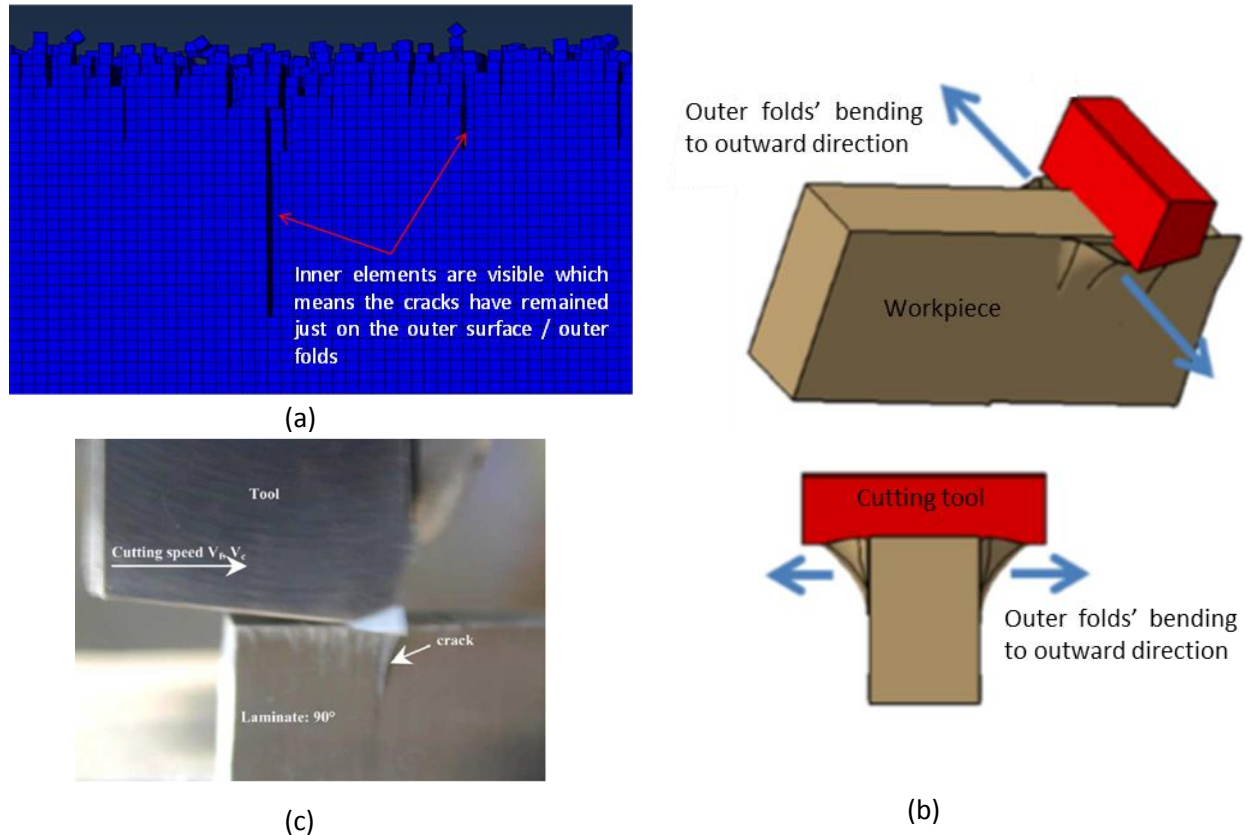 Inner elements are visible which
means the cracks have remained
just on the outer surface / outer
folds
(a)
Outer folds’ bending
to outward direction
Workpiece
Cutting tool
Outer folds’ bending
to outward direction
(b)
Tool
Cutting speed Vf, Vc
crack
Laminate: 90°
(c)